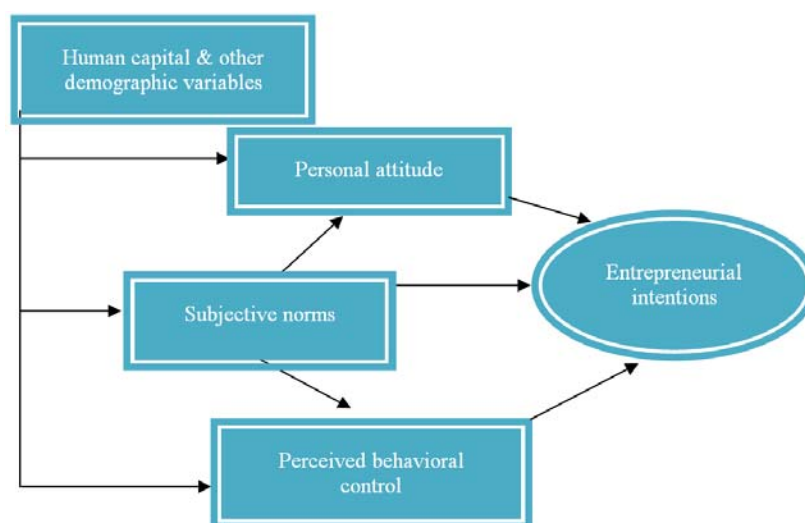 Human capital & other
demographic variables
Personal attitude
Subjective norms
Entrepreneurial
intentions
Perceived behavioral
control